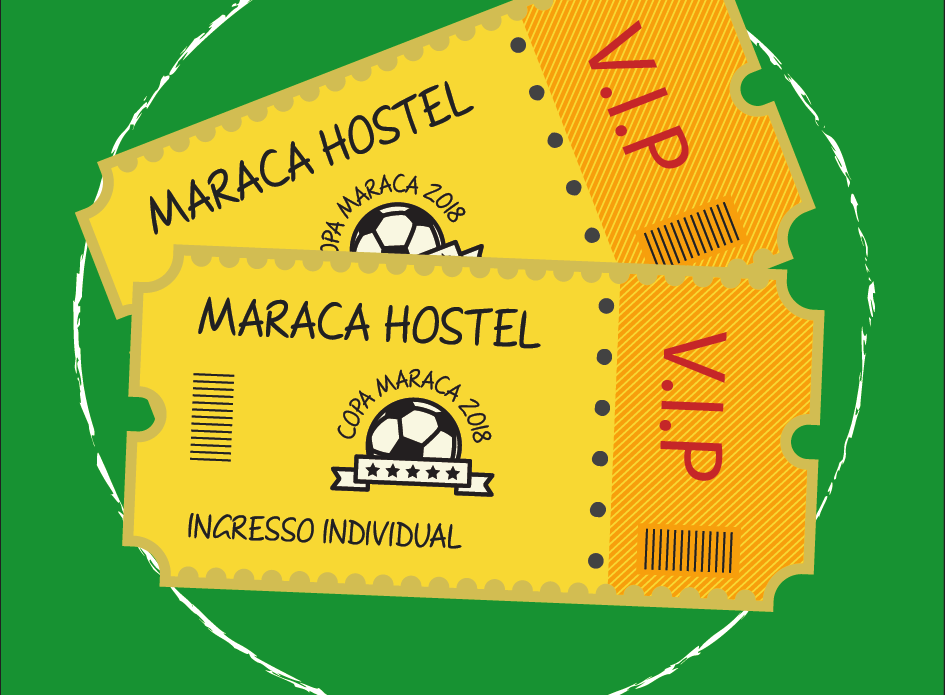 MARACA HOSTEL
COPA MARACA 2018
V.I.P
MARACA HOSTEL
COPA MARACA 2018
INGRESSO INDIVIDUAL
V.I.P